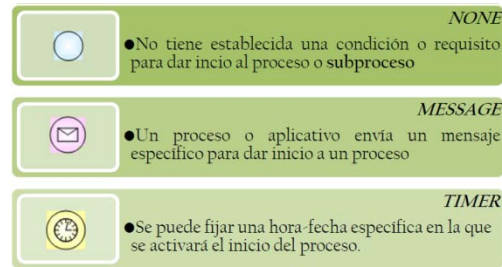 NONE
●No tiene establecida una condición o requisito
para dar incio al proceso o subproceso
MESSAGE
●Un proceso o aplicativo envía un mensaje
específico para dar inicio a un proceso
TIMER
●Se puede fijar una hora-fecha específica en la que
se activará el inicio del proceso.